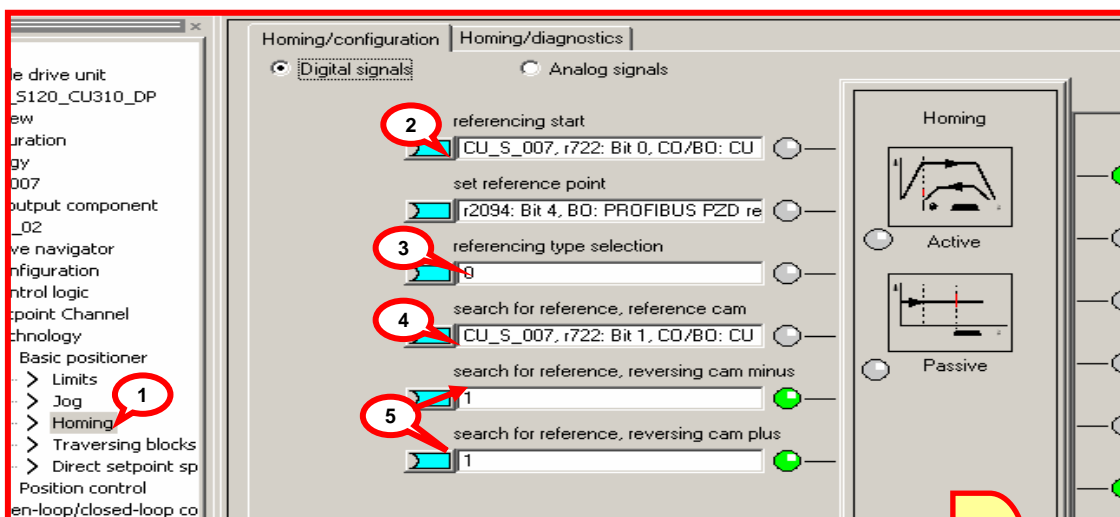 Homing/configuration Homing/diagnostics
Digital signals Analog signals
le drive unit
_S120_CU310_DP
ew
uration
gy
007
output component
_02
ve navigator
nfiguration
ntrol logic
tpoint Channel
chnology
Basic positioner
> Limits
> Jog
> Homing
> Traversing blocks
> Direct setpoint sp
Position control
en-loop/closed-loop co
1
2
referencing start
CU_S_007, r722: Bit 0, CO/BO: CU
set reference point
r2094: Bit 4, BO: PROFIBUS PZD re
3
referencing type selection
0
4
search for reference, reference cam
CU_S_007, r722: Bit 1, CO/BO: CU
search for reference, reversing cam minus
1
5
search for reference, reversing cam plus
1
Homing
Active
Passive